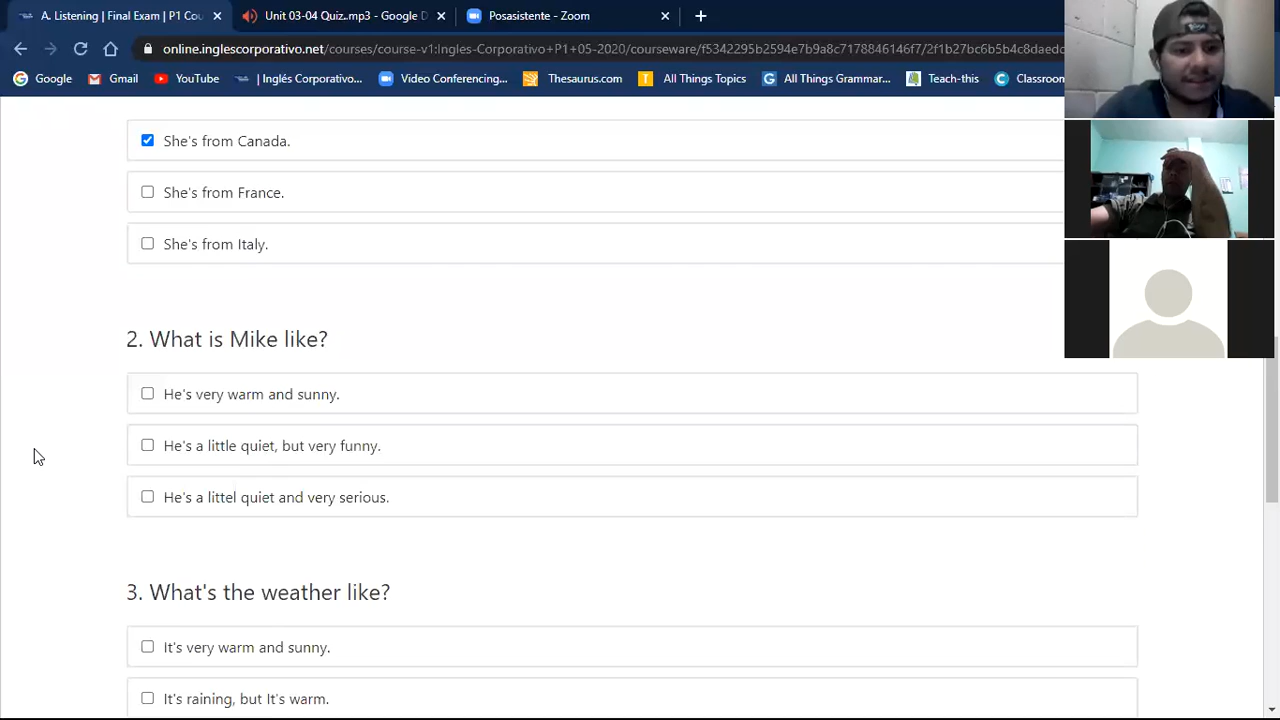 A. Listening | Final Exam | P1 Cou
Unit 03-04 Quiz.mp3 - Google D
Posasistente - Zoom
online.inglescorporativo.net/courses/course-v1:Ingles-Corporativo+P1+05-2020/courseware/f5342295b2594e7b9a8c7178846146f7/2f1b27bc6b5b4c8daedc
Google
Gmail
YouTube
| Inglés Corporativo...
Video Conferencing...
Thesaurus.com
All Things Topics
All Things Grammar...
Teach-this
Classroom
She's from Canada.
She's from France.
She's from Italy.
2. What is Mike like?
He's very warm and sunny.
He's a little quiet, but very funny.
He's a littel quiet and very serious.
3. What's the weather like?
It's very warm and sunny.
It's raining, but It's warm.